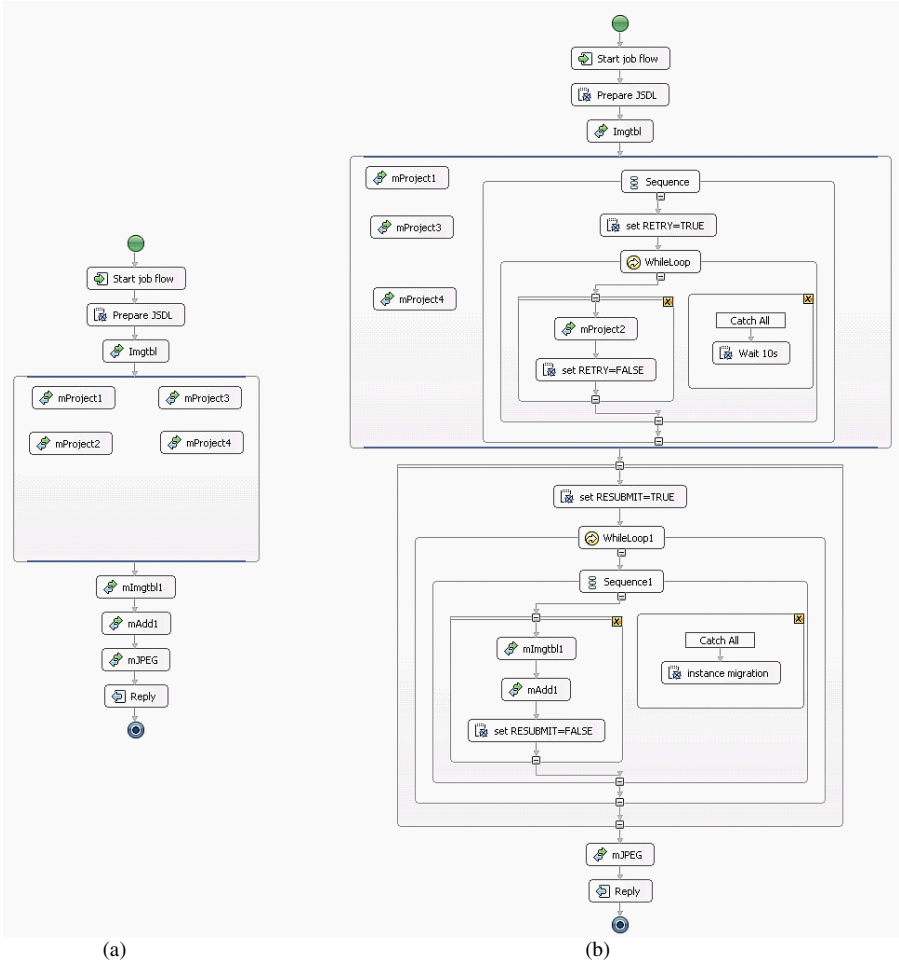 Start job flow
Prepare JSDL
Imgtbl
mProject1
mProject3
mProject2
mProject4
mImgtbl1
mAdd1
mJPEG
Reply
(a)
Start job flow
Prepare JSDL
Imgtbl
mProject1
mProject3
mProject4
Sequence
set RETRY=TRUE
WhileLoop
mProject2
set RETRY=FALSE
Catch All
Wait 10s
set RESUBMIT=TRUE
WhileLoop1
Sequence1
mImgtbl1
mAdd1
set RESUBMIT=FALSE
Catch All
instance migration
mJPEG
Reply
(b)